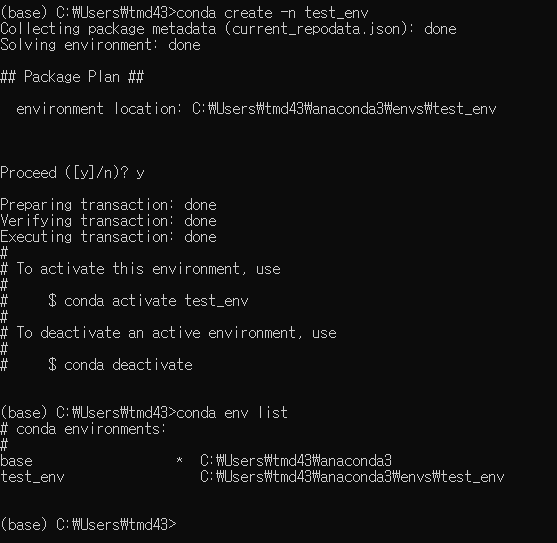 (base) C:₩Users₩tmd43>conda create -n test_env
Collecting package metadata (current_repodata.json): done
Solving environment: done
## Package Plan ##
environment location: C:₩Users₩tmd43₩anaconda3₩envs₩test_env
Proceed ([y]/n)? y
Preparing transaction: done
Verifying transaction: done
Executing transaction: done
#
# To activate this environment, use
#
#     $ conda activate test_env
#
# To deactivate an active environment, use
#
#     $ conda deactivate
(base) C:₩Users₩tmd43>conda env list
# conda environments:
#
base                  *  C:₩Users₩tmd43₩anaconda3
test_env                 C:₩Users₩tmd43₩anaconda3₩envs₩test_env
(base) C:₩Users₩tmd43>